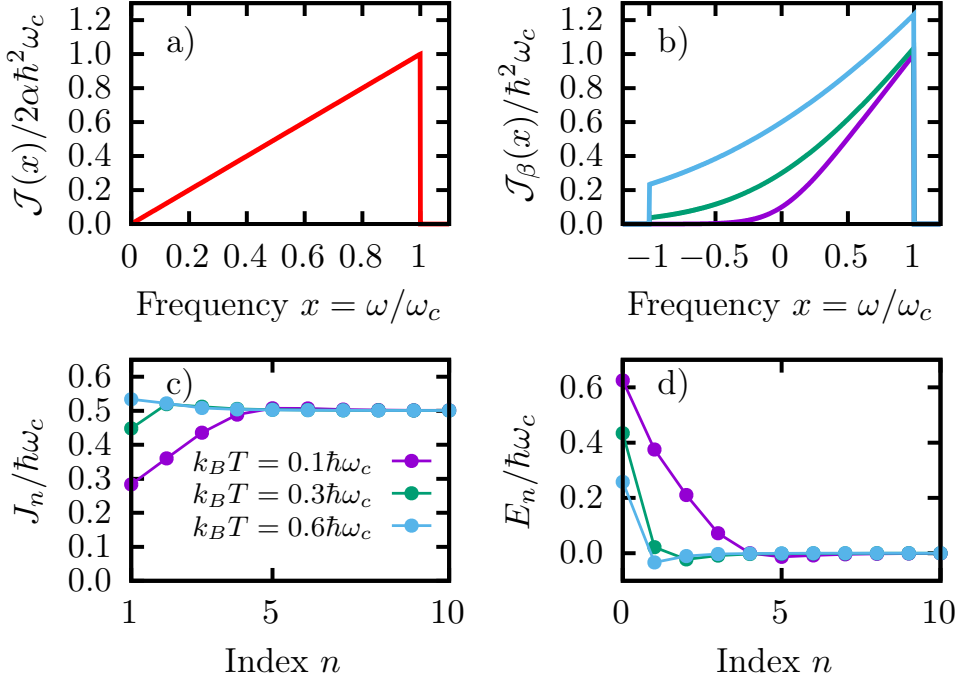 a)
𝒥(x)/2αℏ²ω_c
1.2
1.0
0.8
0.6
0.4
0.2
0.0
0 0.2 0.4 0.6 0.8 1
Frequency x = ω/ω_c
b)
𝒥_β(x)/ℏ²ω_c
1.2
1.0
0.8
0.6
0.4
0.2
0.0
−1 −0.5 0 0.5 1
Frequency x = ω/ω_c
c)
J_n/ℏω_c
0.6
0.5
0.4
0.3
0.2
0.1
0.0
k_BT = 0.1ℏω_c
k_BT = 0.3ℏω_c
k_BT = 0.6ℏω_c
1 5 10
Index n
d)
E_n/ℏω_c
0.6
0.4
0.2
0.0
0 5 10
Index n